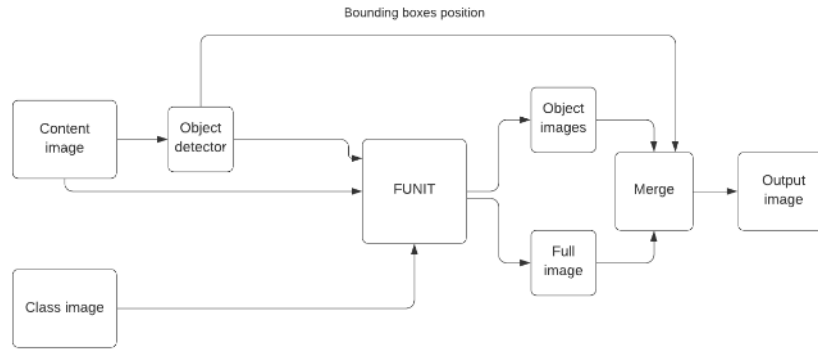 Bounding boxes position
Content
image
Object
detector
FUNIT
Object
images
Full
image
Merge
Output
image
Class image